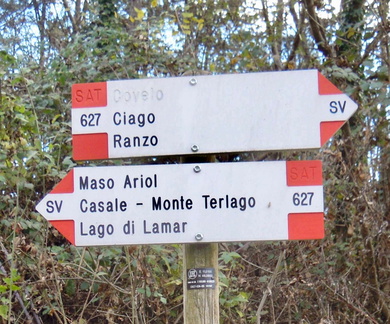 SAT Covelo
627 Ciago SV
Ranzo
Maso Ariol SAT
SV Casale - Monte Terlago 627
Lago di Lamar